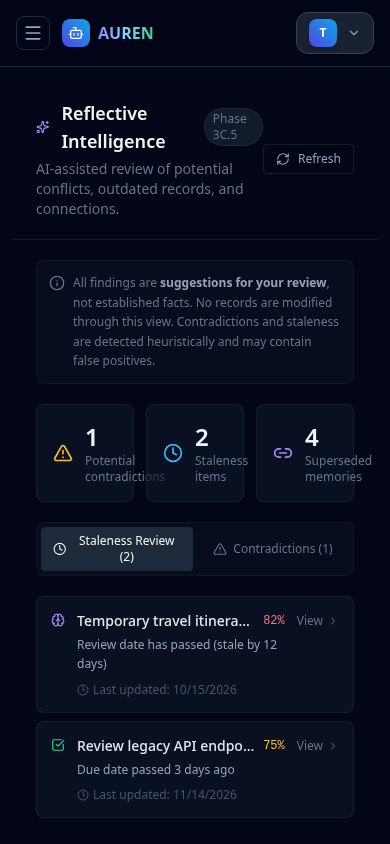 AUREN
T
Reflective
Intelligence
Phase
3C.5
AI-assisted review of potential
conflicts, outdated records, and
connections.
Refresh
All findings are suggestions for your review,
not established facts. No records are modified
through this view. Contradictions and staleness
are detected heuristically and may contain
false positives.
1
Potential
contradictions
2
Staleness
items
4
Superseded
memories
Staleness Review
(2)
Contradictions (1)
Temporary travel itinera... 82% View
Review date has passed (stale by 12
days)
Last updated: 10/15/2026
Review legacy API endpo... 75% View
Due date passed 3 days ago
Last updated: 11/14/2026